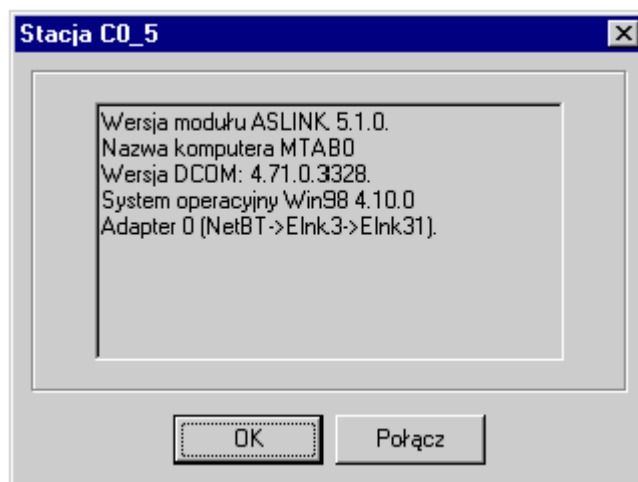 Stacja C0_5
Wersja modułu ASLINK 5.1.0.
Nazwa komputera MTAB0
Wersja DCOM: 4.71.0.3328.
System operacyjny Win98 4.10.0
Adapter 0 (NetBT->Elnk3->Elnk31).
OK
Połącz